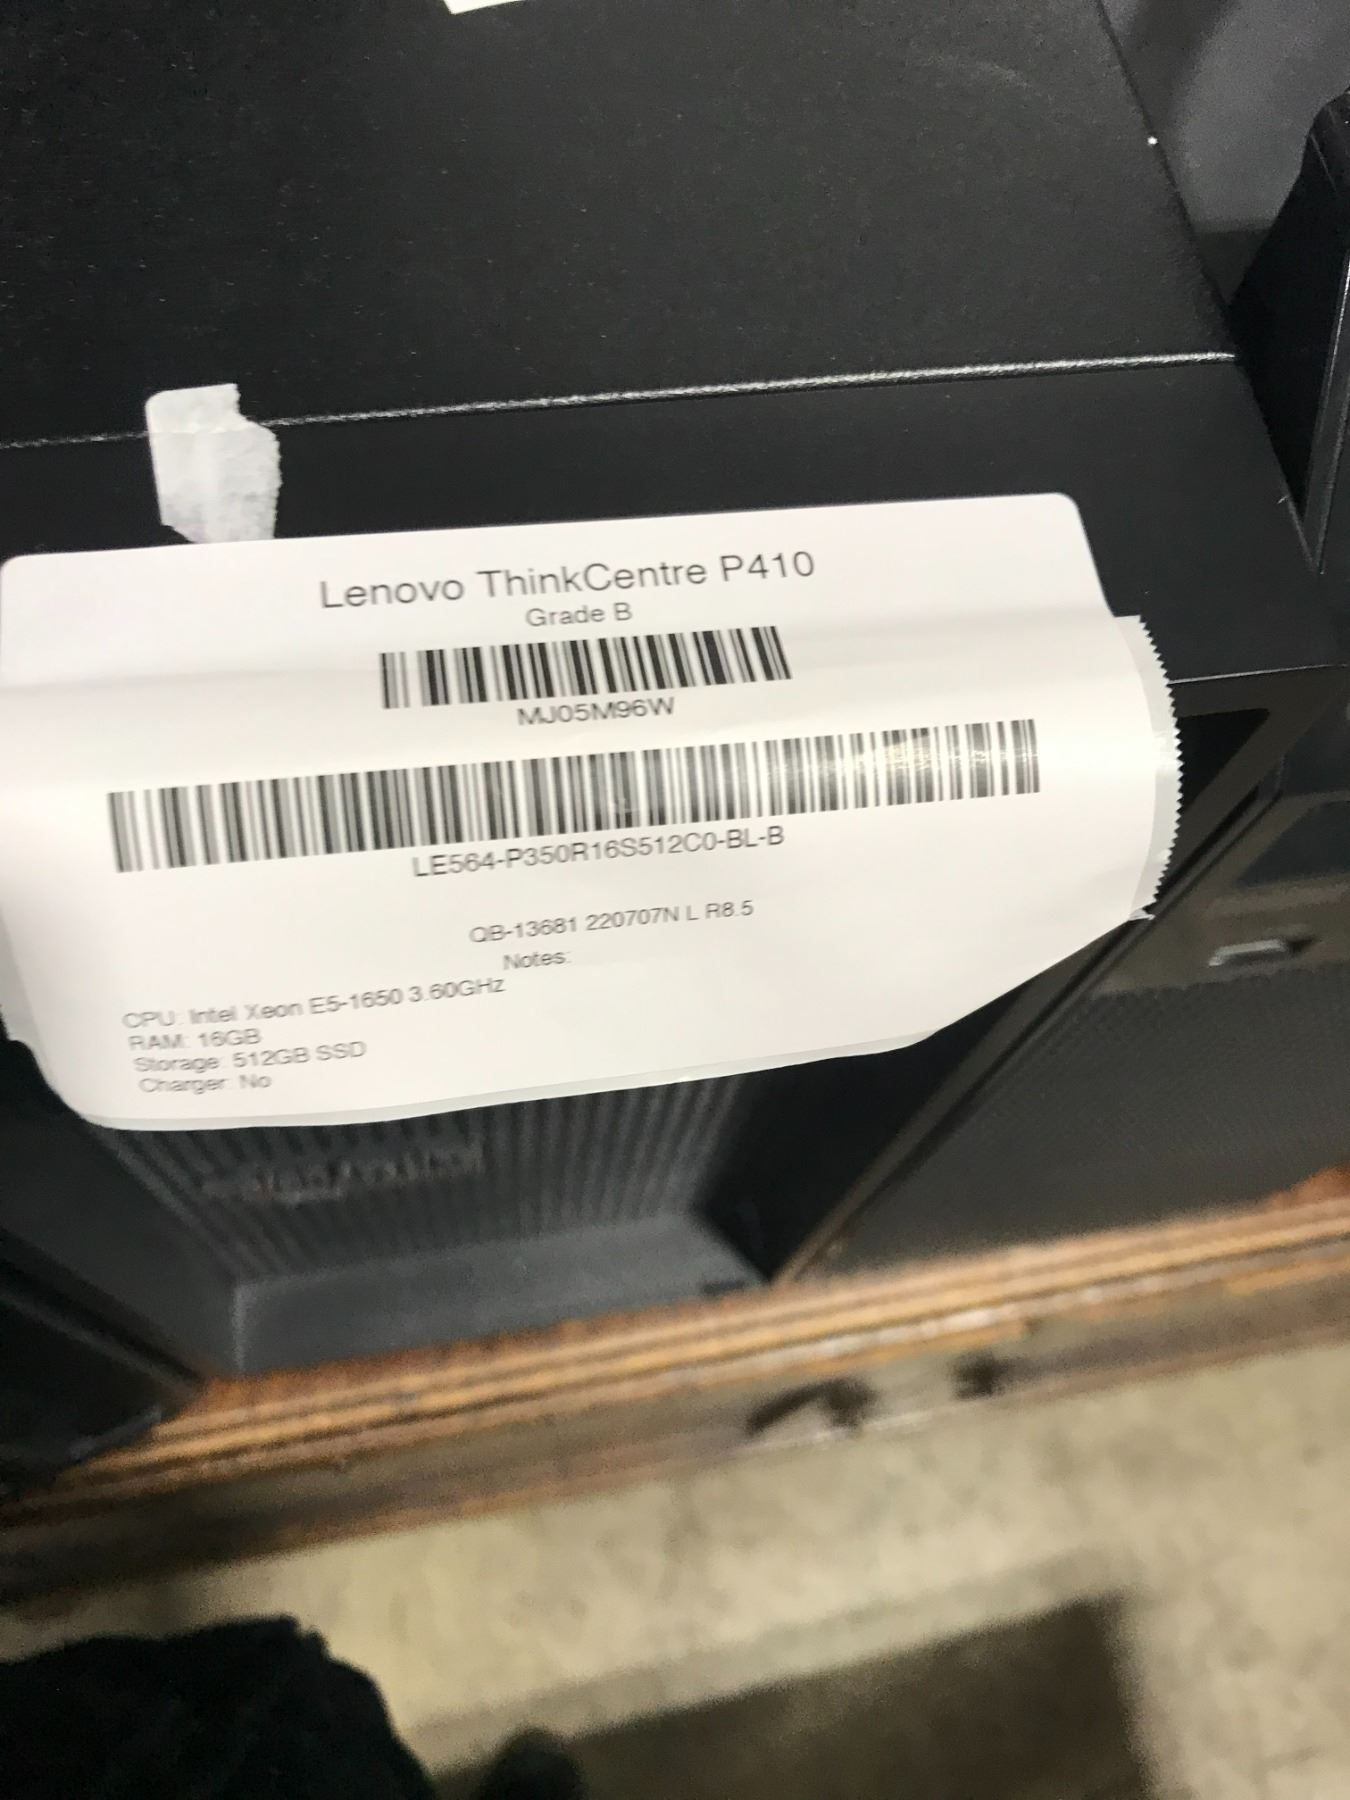 Lenovo ThinkCentre P410
Grade B
MJ05M96W
LE564-P350R16S512C0-BL-B
QB-13681 220707N L R8.5
Notes:
CPU: Intel Xeon E5-1650 3.60GHz
RAM: 16GB
Storage: 512GB SSD
Charger: No